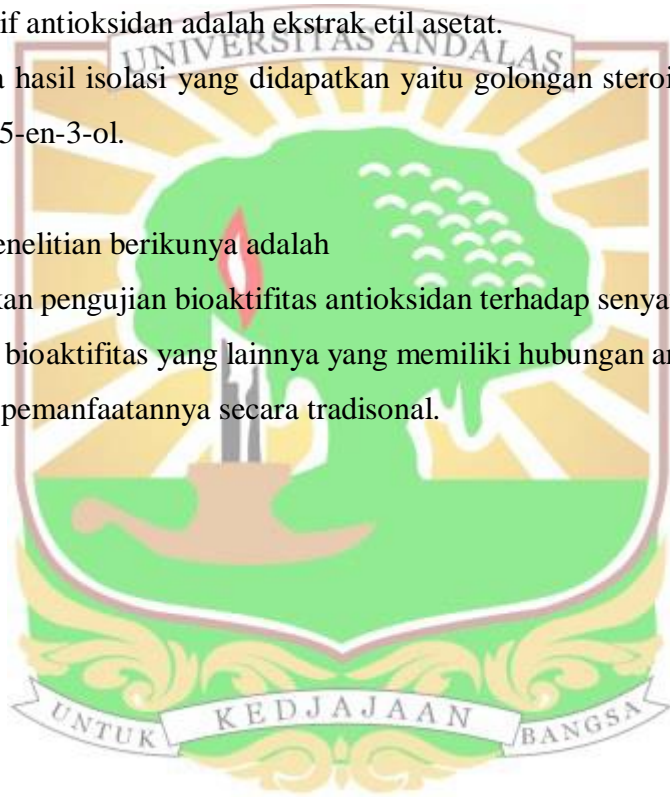 if antioksidan adalah ekstrak etil asetat.
UNIVERSITAS ANDALAS
hasil isolasi yang didapatkan yaitu golongan steroi
5-en-3-ol.
enelitian berikunya adalah
kan pengujian bioaktifitas antioksidan terhadap senya
bioaktifitas yang lainnya yang memiliki hubungan an
pemanfaatannya secara tradisonal.
UNTUK KEDJAJAAN BANGSA